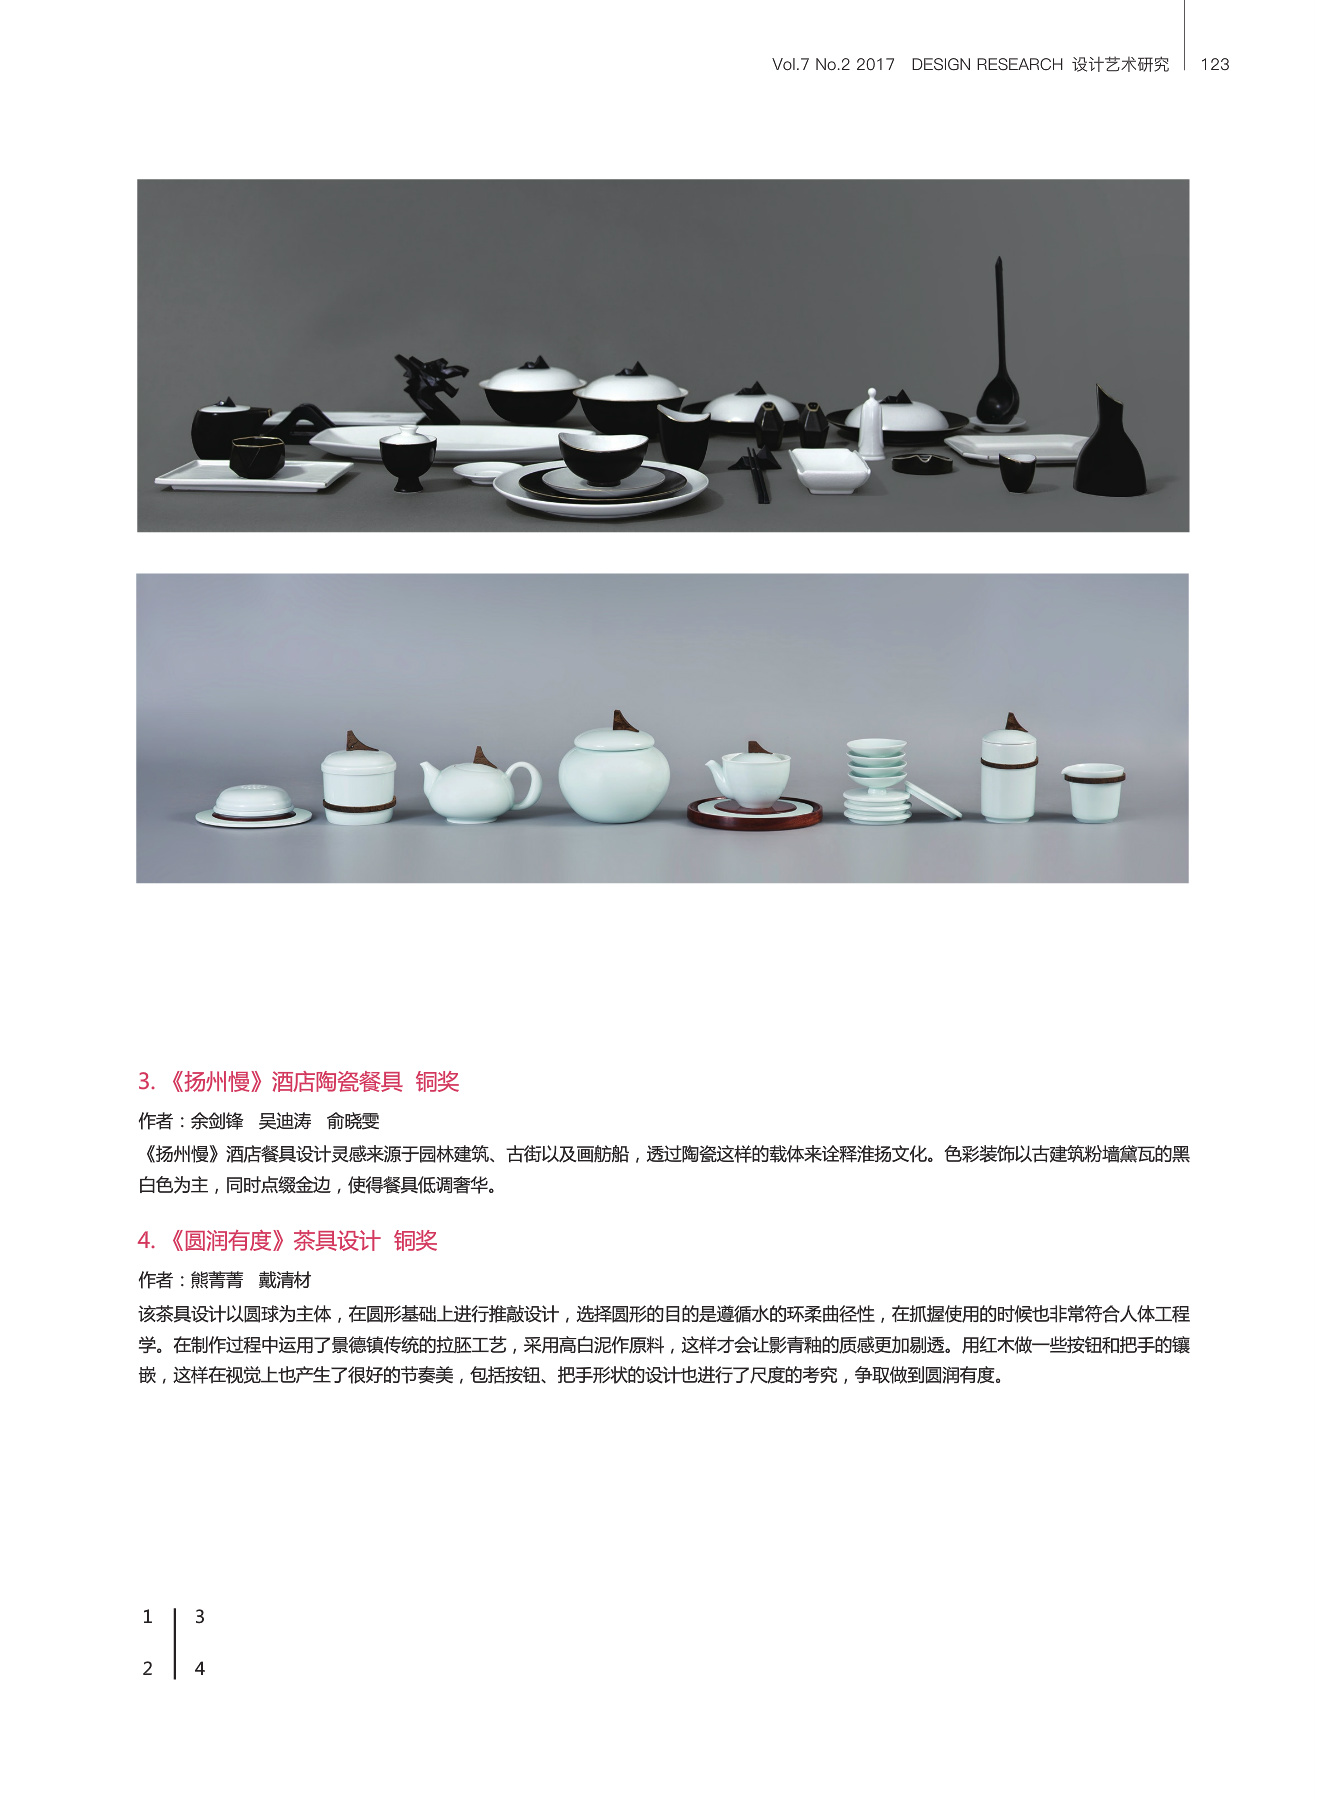 Vol.7 No.2 2017 DESIGN RESEARCH 设计艺术研究 123
3. 《扬州慢》酒店陶瓷餐具 铜奖
作者：余剑锋 吴迪涛 俞晓雯
《扬州慢》酒店餐具设计灵感来源于园林建筑、古街以及画舫船，透过陶瓷这样的载体来诠释淮扬文化。色彩装饰以古建筑粉墙黛瓦的黑
白色为主，同时点缀金边，使得餐具低调奢华。
4. 《圆润有度》茶具设计 铜奖
作者：熊菁菁 戴清材
该茶具设计以圆球为主体，在圆形基础上进行推敲设计，选择圆形的目的是遵循水的环柔曲径性，在抓握使用的时候也非常符合人体工程
学。在制作过程中运用了景德镇传统的拉胚工艺，采用高白泥作原料，这样才会让影青釉的质感更加剔透。用红木做一些按钮和把手的镶
嵌，这样在视觉上也产生了很好的节奏美，包括按钮、把手形状的设计也进行了尺度的考究，争取做到圆润有度。
1 3
2 4